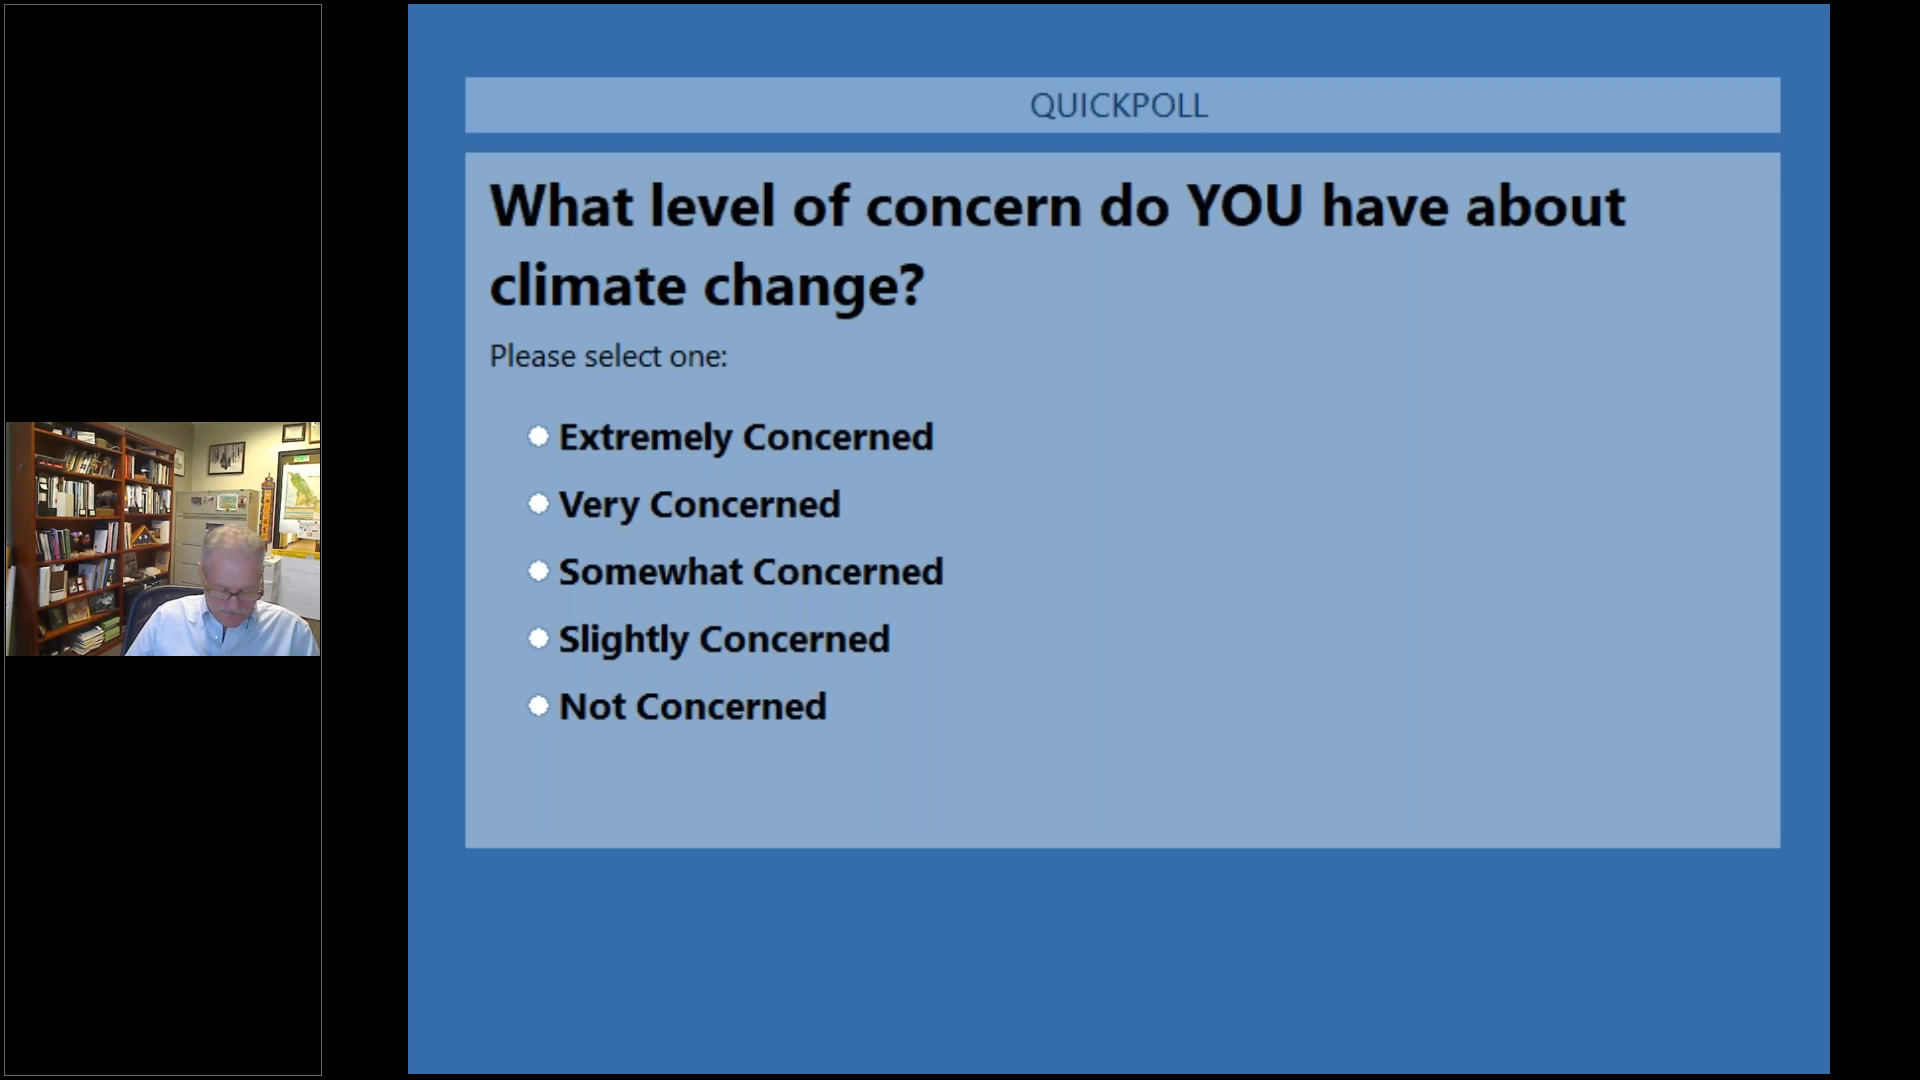 QUICKPOLL
What level of concern do YOU have about
climate change?
Please select one:
Extremely Concerned
Very Concerned
Somewhat Concerned
Slightly Concerned
Not Concerned